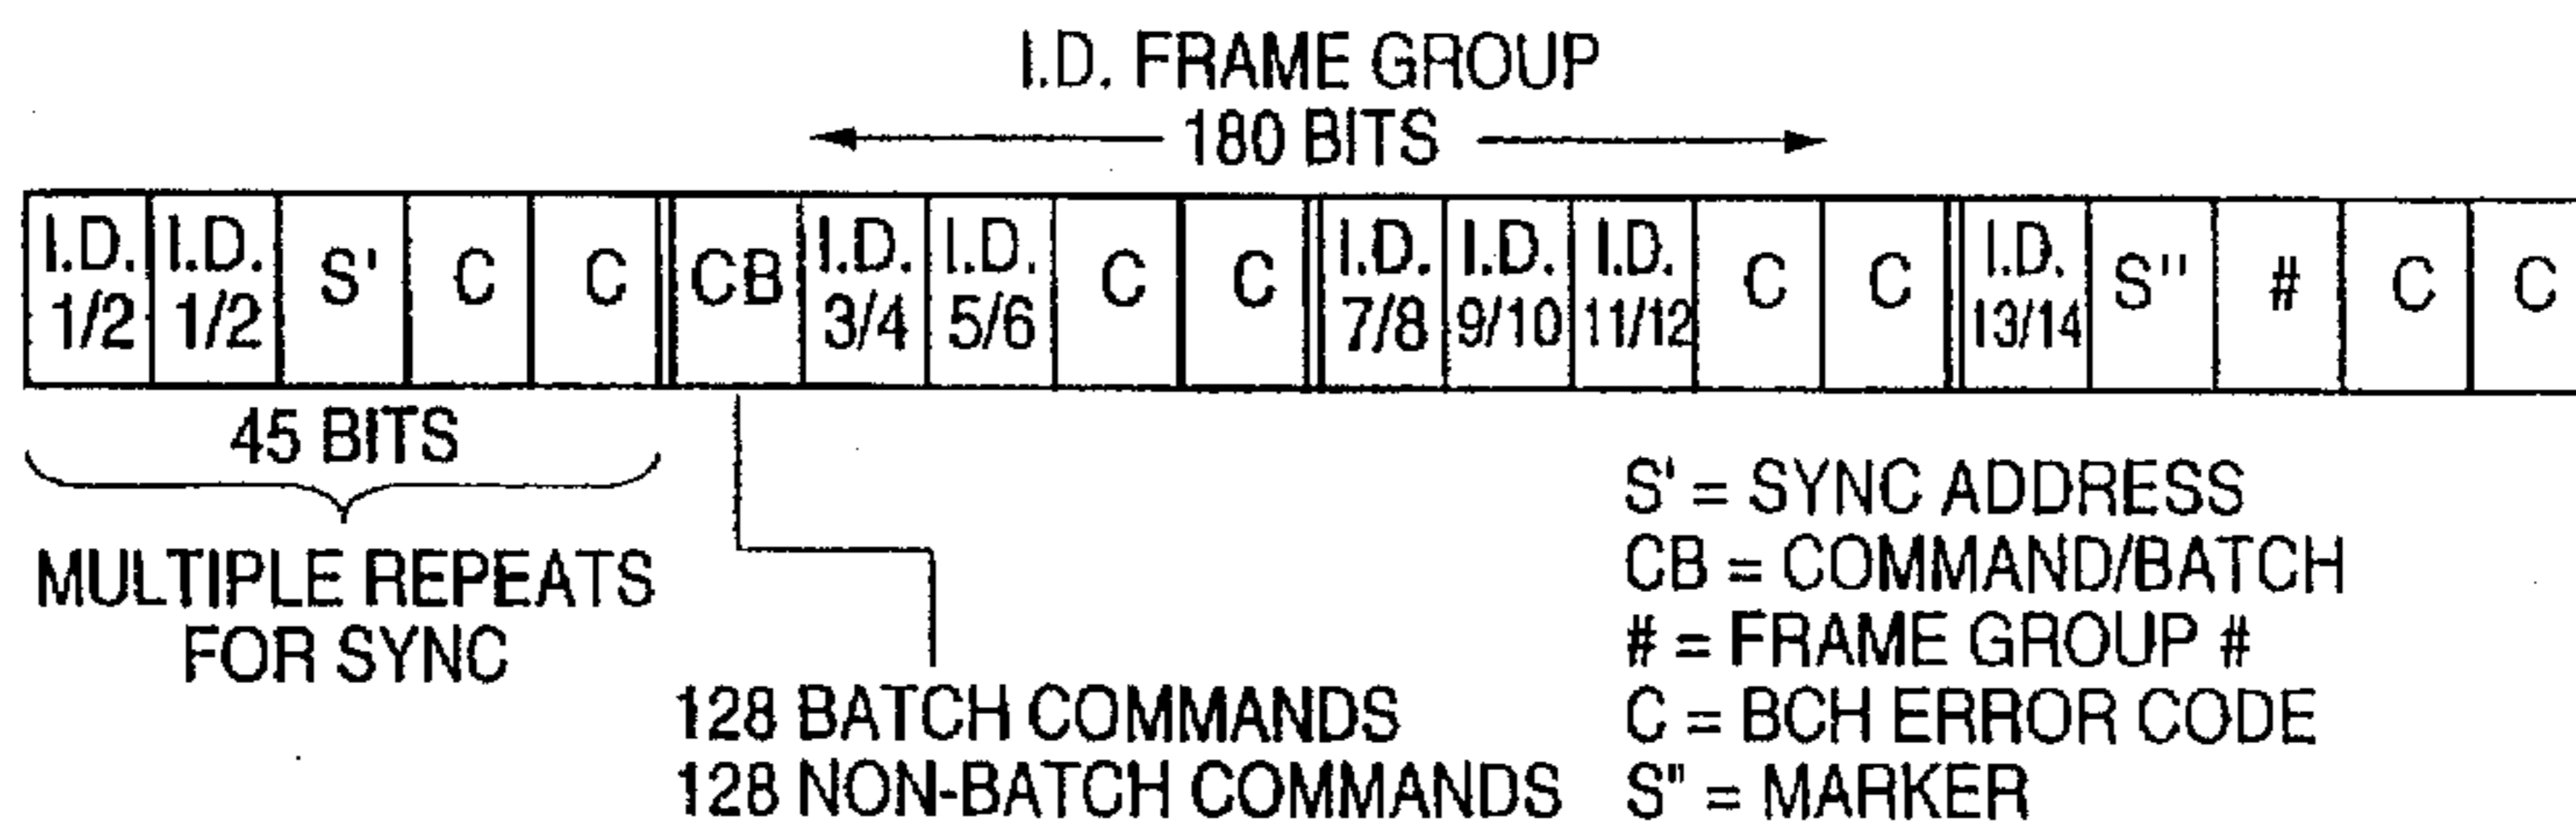 I.D. FRAME GROUP
180 BITS
I.D. 1/2 I.D. 1/2 S' C C CB I.D. 3/4 I.D. 5/6 C C I.D. 7/8 I.D. 9/10 I.D. 11/12 C C I.D. 13/14 S" # C C
45 BITS
MULTIPLE REPEATS
FOR SYNC
128 BATCH COMMANDS
128 NON-BATCH COMMANDS
S' = SYNC ADDRESS
CB = COMMAND/BATCH
# = FRAME GROUP #
C = BCH ERROR CODE
S" = MARKER